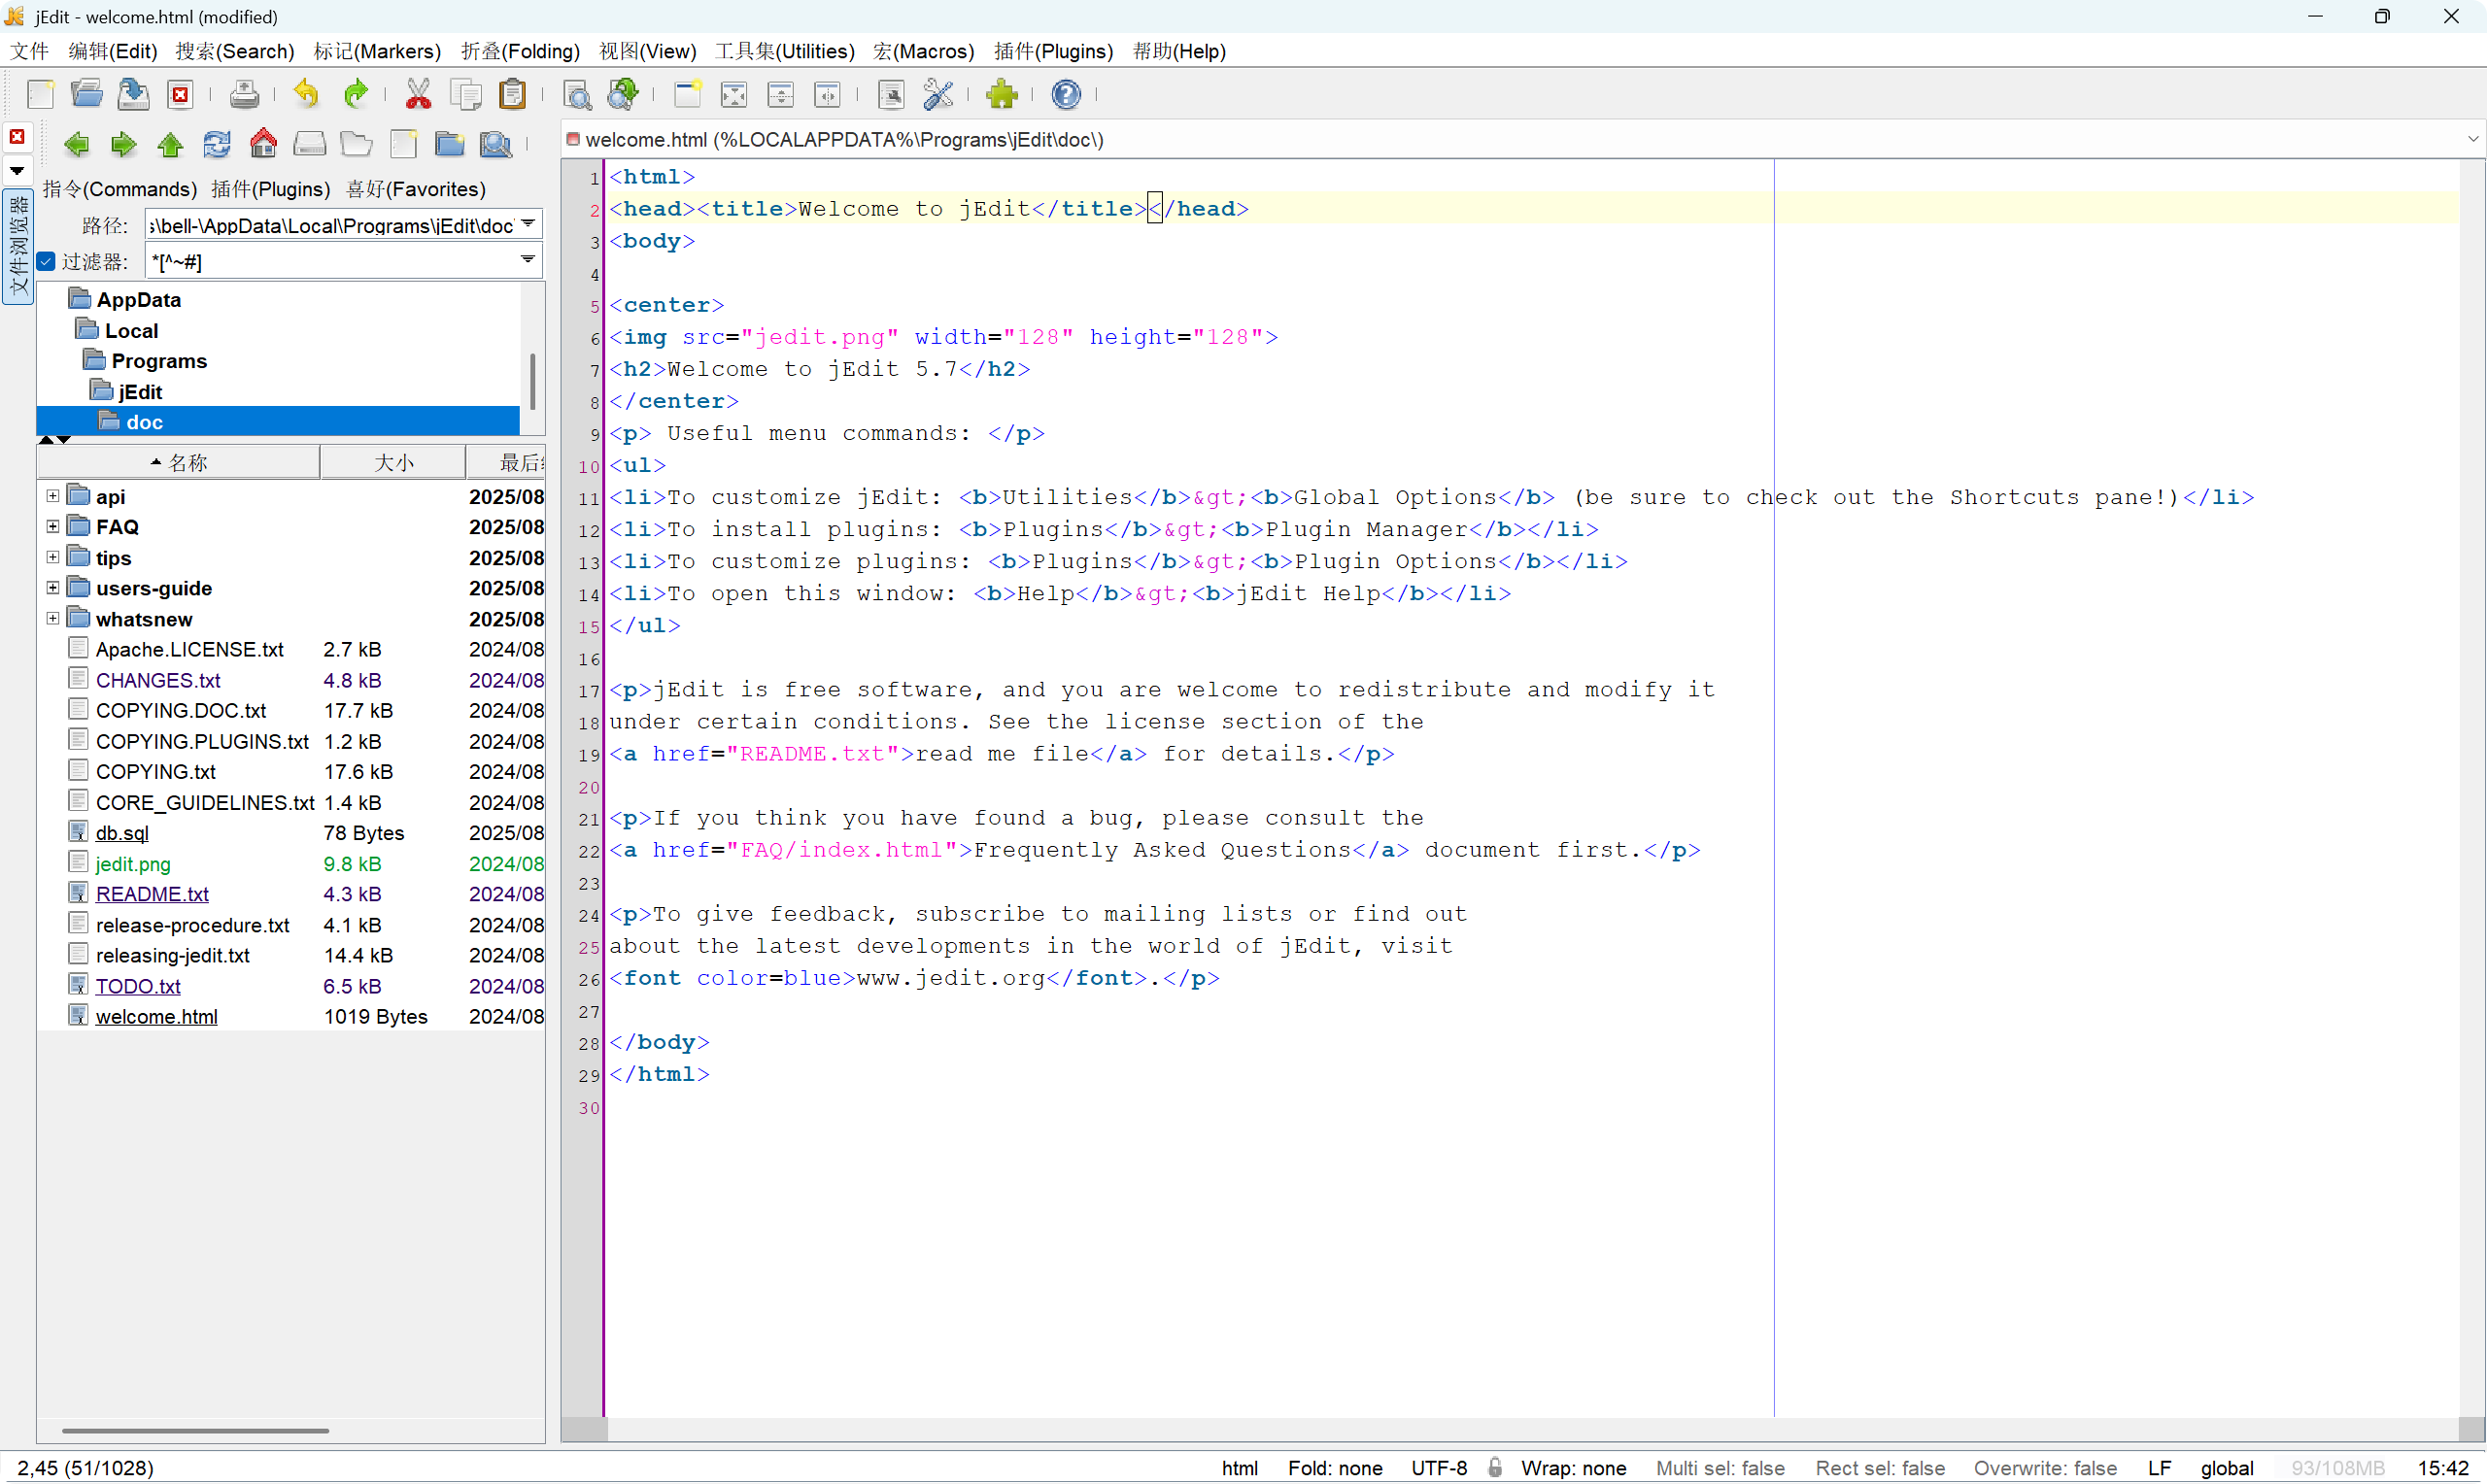 jEdit - welcome.html (modified)
文件 编辑(Edit) 搜索(Search) 标记(Markers) 折叠(Folding) 视图(View) 工具集(Utilities) 宏(Macros) 插件(Plugins) 帮助(Help)
文件浏览器
指令(Commands) 插件(Plugins) 喜好(Favorites)
路径: s\bell-\AppData\Local\Programs\jEdit\doc
过滤器: *[^~#]
AppData
Local
Programs
jEdit
doc
名称 大小 最后
api 2025/08
FAQ 2025/08
tips 2025/08
users-guide 2025/08
whatsnew 2025/08
Apache.LICENSE.txt 2.7 kB 2024/08
CHANGES.txt 4.8 kB 2024/08
COPYING.DOC.txt 17.7 kB 2024/08
COPYING.PLUGINS.txt 1.2 kB 2024/08
COPYING.txt 17.6 kB 2024/08
CORE_GUIDELINES.txt 1.4 kB 2024/08
db.sql 78 Bytes 2025/08
jedit.png 9.8 kB 2024/08
README.txt 4.3 kB 2024/08
release-procedure.txt 4.1 kB 2024/08
releasing-jedit.txt 14.4 kB 2024/08
TODO.txt 6.5 kB 2024/08
welcome.html 1019 Bytes 2024/08
welcome.html (%LOCALAPPDATA%\Programs\jEdit\doc\)
1 <html>
2 <head><title>Welcome to jEdit</title></head>
3 <body>
4
5 <center>
6 <img src="jedit.png" width="128" height="128">
7 <h2>Welcome to jEdit 5.7</h2>
8 </center>
9 <p> Useful menu commands: </p>
10 <ul>
11 <li>To customize jEdit: <b>Utilities</b>&gt;<b>Global Options</b> (be sure to check out the Shortcuts pane!)</li>
12 <li>To install plugins: <b>Plugins</b>&gt;<b>Plugin Manager</b></li>
13 <li>To customize plugins: <b>Plugins</b>&gt;<b>Plugin Options</b></li>
14 <li>To open this window: <b>Help</b>&gt;<b>jEdit Help</b></li>
15 </ul>
16
17 <p>jEdit is free software, and you are welcome to redistribute and modify it
18 under certain conditions. See the license section of the
19 <a href="README.txt">read me file</a> for details.</p>
20
21 <p>If you think you have found a bug, please consult the
22 <a href="FAQ/index.html">Frequently Asked Questions</a> document first.</p>
23
24 <p>To give feedback, subscribe to mailing lists or find out
25 about the latest developments in the world of jEdit, visit
26 <font color=blue>www.jedit.org</font>.</p>
27
28 </body>
29 </html>
30
2,45 (51/1028) html Fold: none UTF-8 Wrap: none Multi sel: false Rect sel: false Overwrite: false LF global 93/108MB 15:42